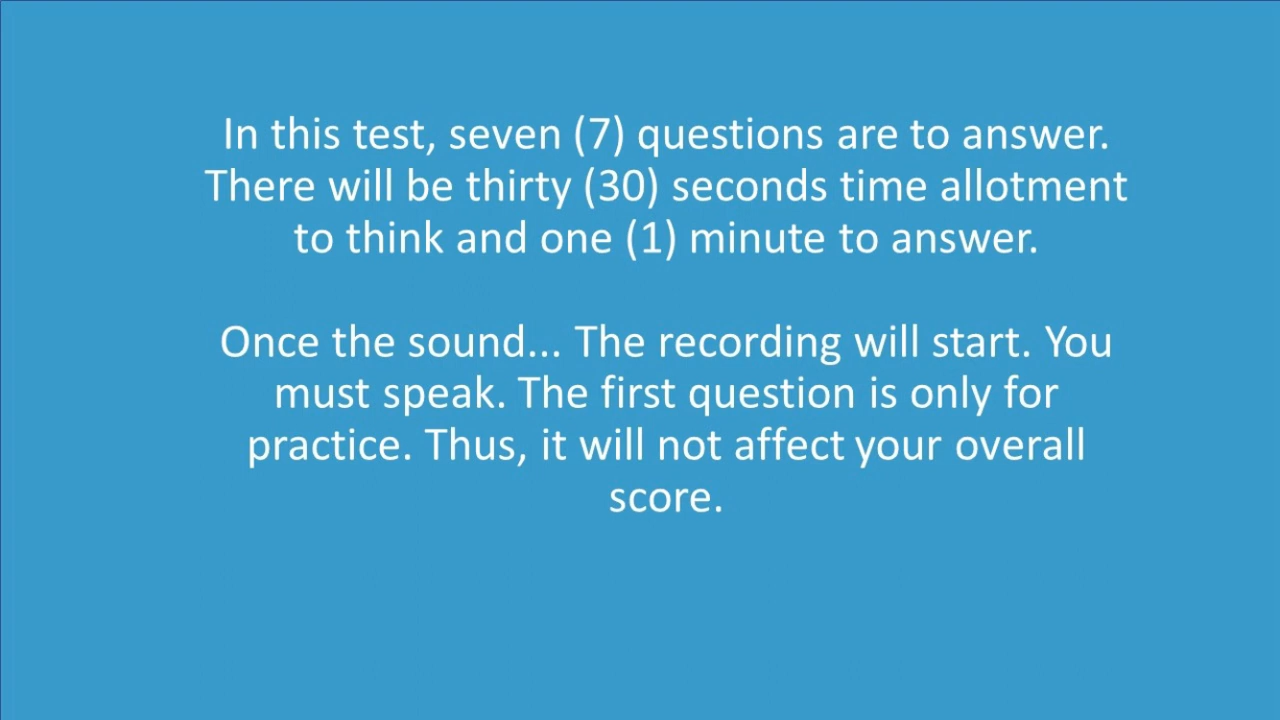 In this test, seven (7) questions are to answer.
There will be thirty (30) seconds time allotment
to think and one (1) minute to answer.
Once the sound... The recording will start. You
must speak. The first question is only for
practice. Thus, it will not affect your overall
score.